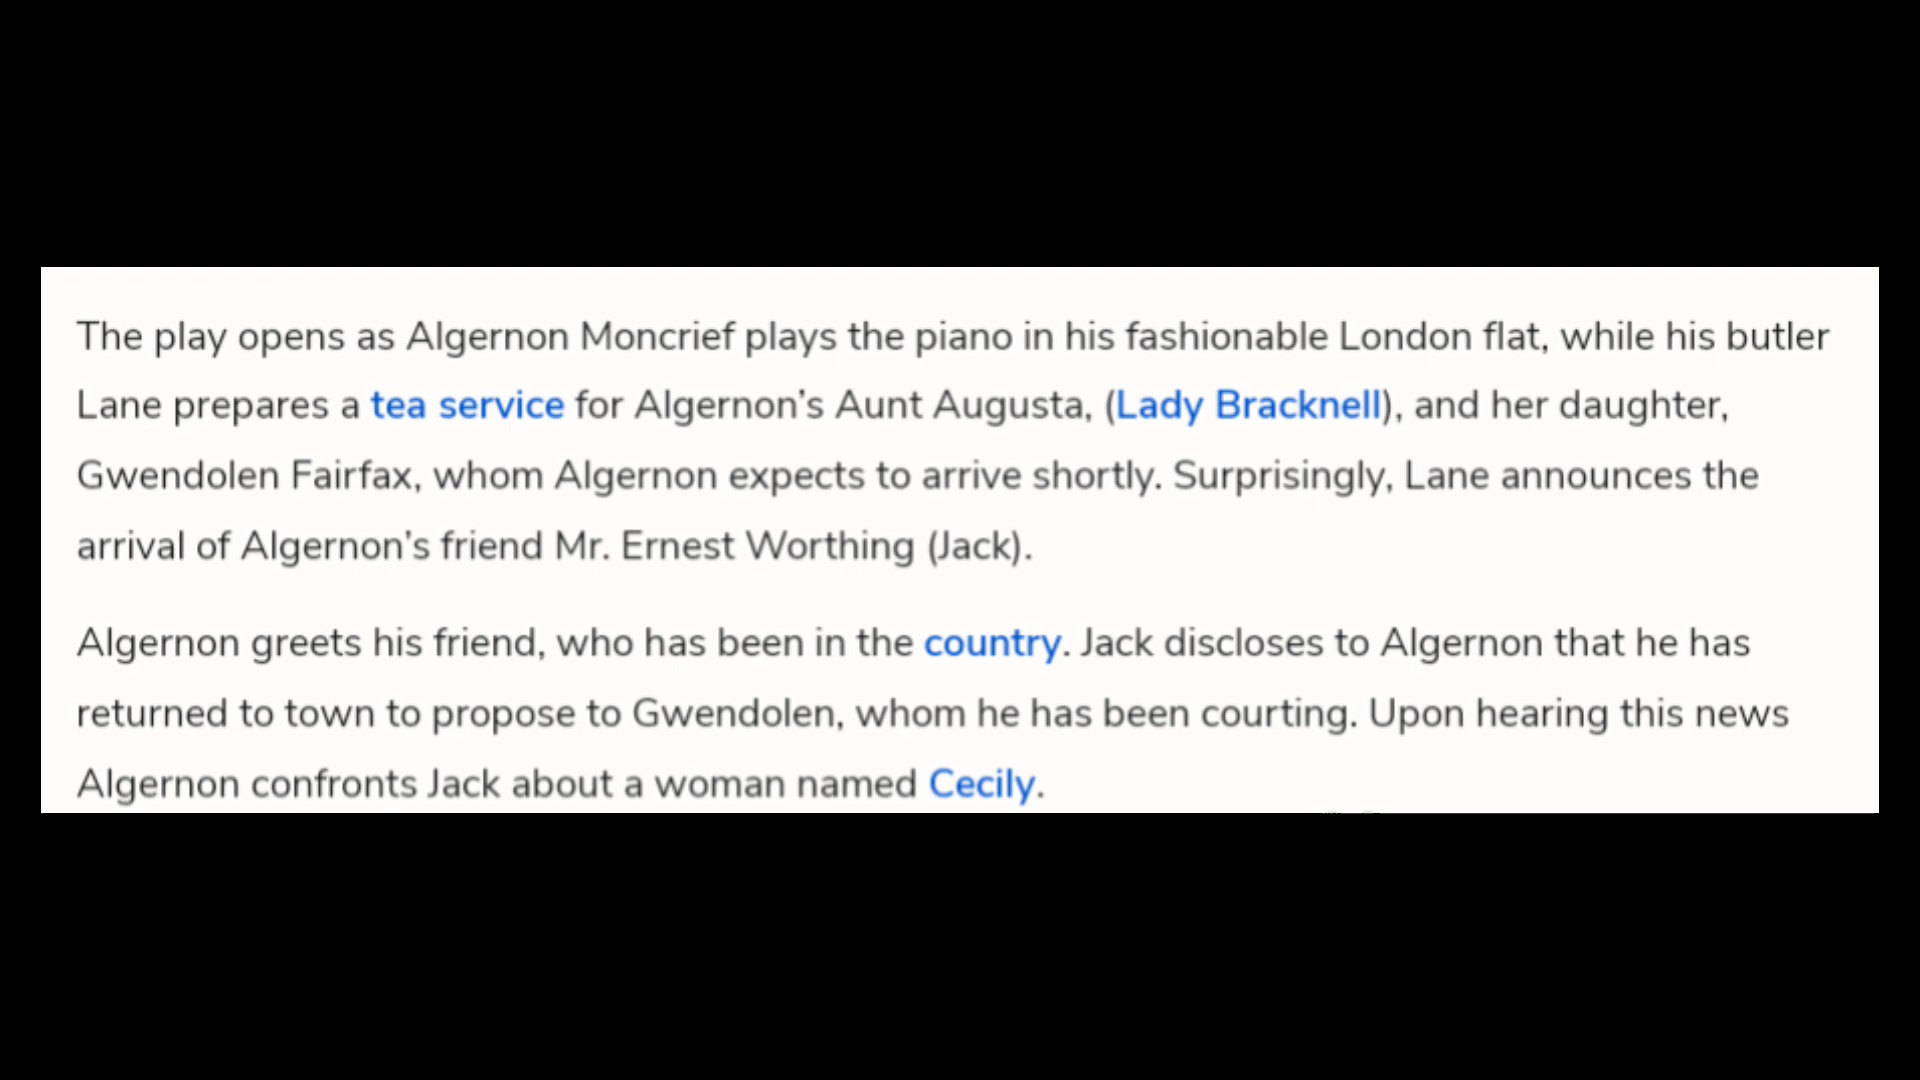 The play opens as Algernon Moncrief plays the piano in his fashionable London flat, while his butler
Lane prepares a tea service for Algernon’s Aunt Augusta, (Lady Bracknell), and her daughter,
Gwendolen Fairfax, whom Algernon expects to arrive shortly. Surprisingly, Lane announces the
arrival of Algernon’s friend Mr. Ernest Worthing (Jack).
Algernon greets his friend, who has been in the country. Jack discloses to Algernon that he has
returned to town to propose to Gwendolen, whom he has been courting. Upon hearing this news
Algernon confronts Jack about a woman named Cecily.